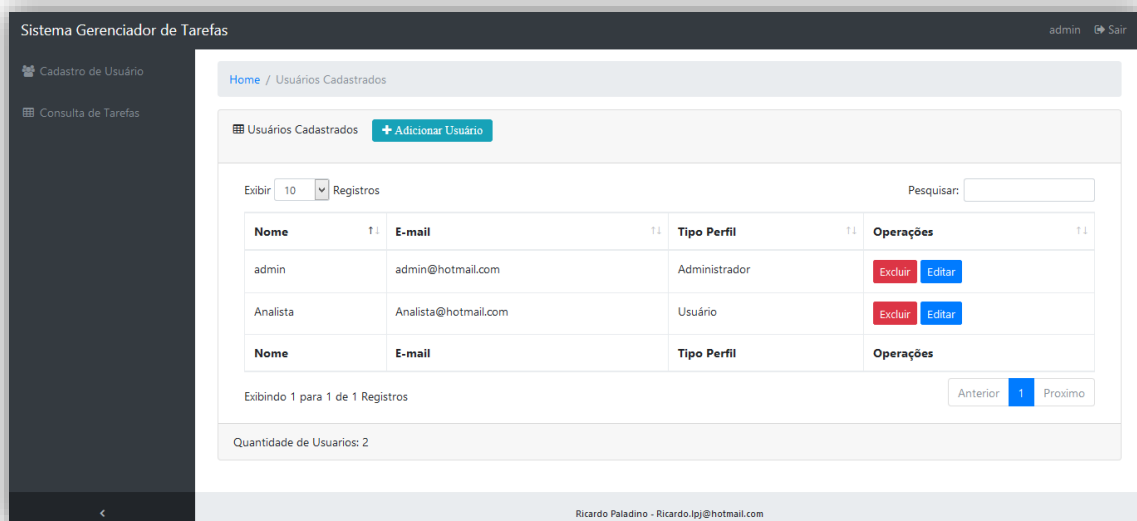 Sistema Gerenciador de Tarefas admin Sair
Cadastro de Usuário
Consulta de Tarefas
Home / Usuários Cadastrados
Usuários Cadastrados + Adicionar Usuário
Exibir 10 Registros Pesquisar:
Nome E-mail Tipo Perfil Operações
admin admin@hotmail.com Administrador Excluir Editar
Analista Analista@hotmail.com Usuário Excluir Editar
Nome E-mail Tipo Perfil Operações
Exibindo 1 para 1 de 1 Registros Anterior 1 Proximo
Quantidade de Usuarios: 2
Ricardo Paladino - Ricardo.lpj@hotmail.com